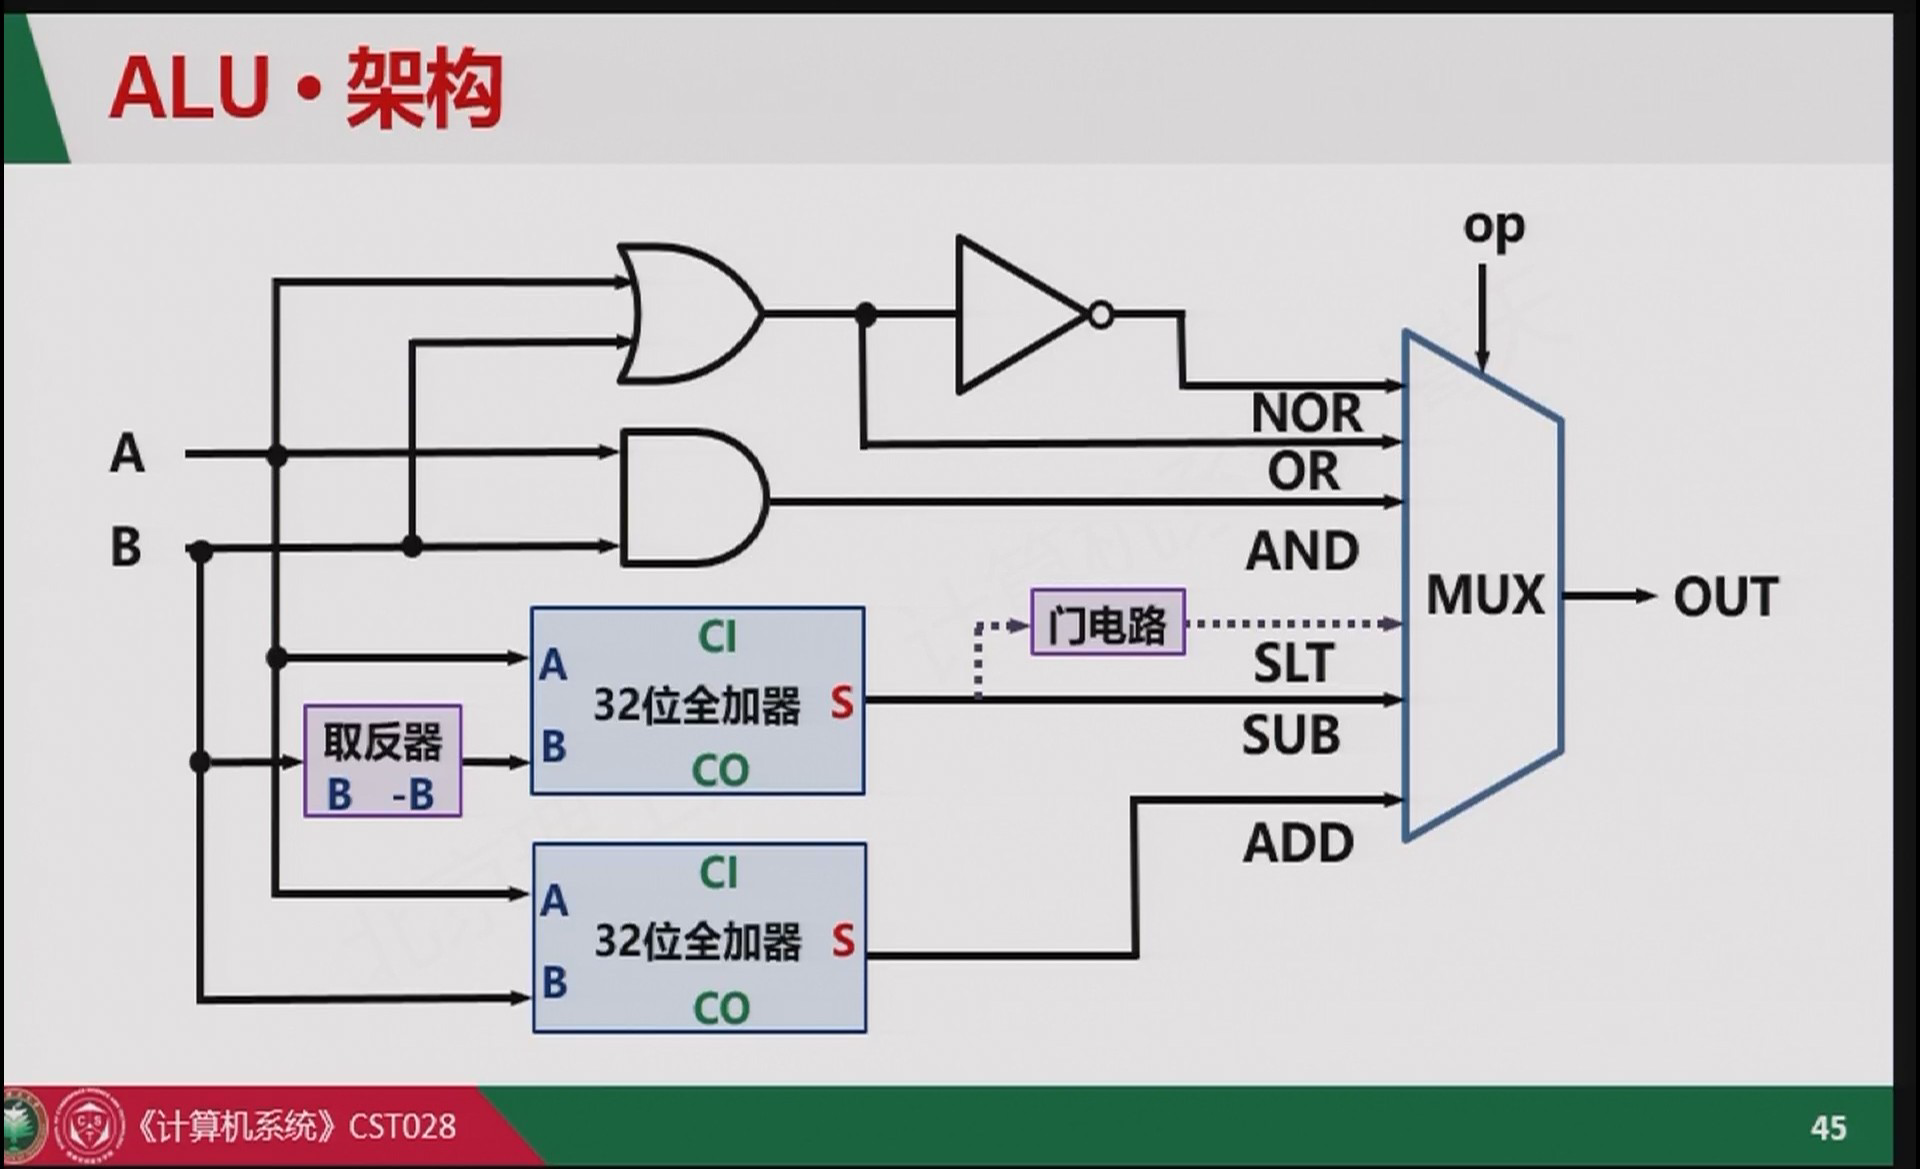 ALU • 架构
op
NOR
OR
A
B
AND
MUX
OUT
门电路
SLT
CI
A
32位全加器
S
SUB
取反器
B
B -B
CO
ADD
CI
A
32位全加器
S
B
CO
《计算机系统》CST028
45